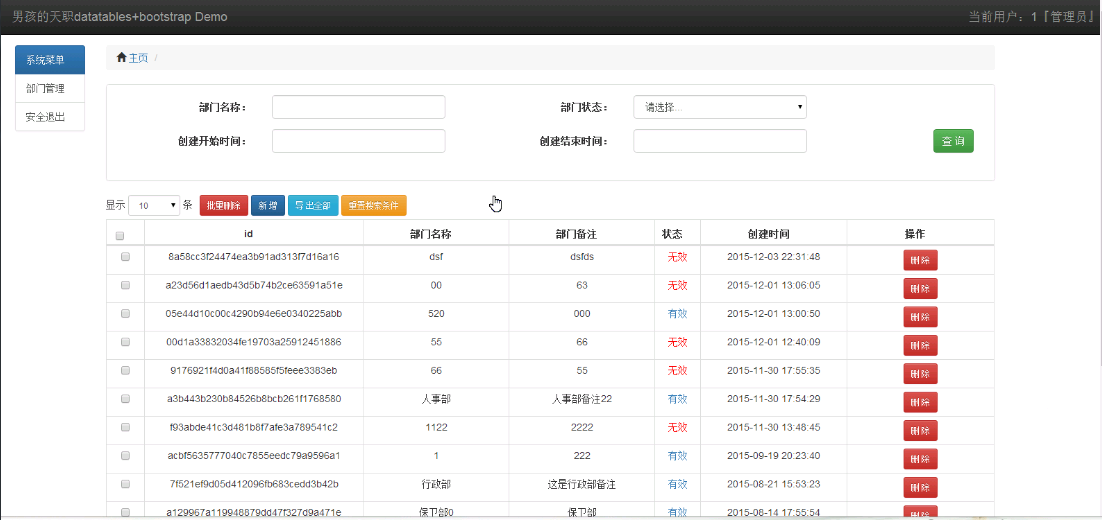 男孩的天职datatables+bootstrap Demo 当前用户：1『管理员』
系统菜单
部门管理
安全退出
主页 /
部门名称： 部门状态： 请选择...
创建开始时间： 创建结束时间： 查 询
显示 10 条 批量删除 新 增 导出全部 重置搜索条件
id 部门名称 部门备注 状态 创建时间 操作
8a58cc3f24474ea3b91ad313f7d16a16 dsf dsfds 无效 2015-12-03 22:31:48 删 除
a23d56d1aedb43d5b74b2ce63591a51e 00 63 无效 2015-12-01 13:06:05 删 除
05e44d10c00c4290b94e6e0340225abb 520 000 有效 2015-12-01 13:00:50 删 除
00d1a33832034fe19703a25912451886 55 66 无效 2015-12-01 12:40:09 删 除
9176921f4d0a41f88585f5feee3383eb 66 55 无效 2015-11-30 17:55:35 删 除
a3b443b230b84526b8bcb261f1768580 人事部 人事部备注22 有效 2015-11-30 17:54:29 删 除
f93abde41c3d481b8f7afe3a789541c2 1122 2222 无效 2015-11-30 13:48:45 删 除
acbf5635777040c7855eedc79a9596a1 1 222 有效 2015-09-19 20:23:40 删 除
7f521ef9d05d412096fb683cedd3b42b 行政部 这是行政部备注 有效 2015-08-21 15:53:23 删 除
a129967a119948879dd47f327d9a471e 保卫部0 保卫部 有效 2015-08-14 17:55:54 删 除